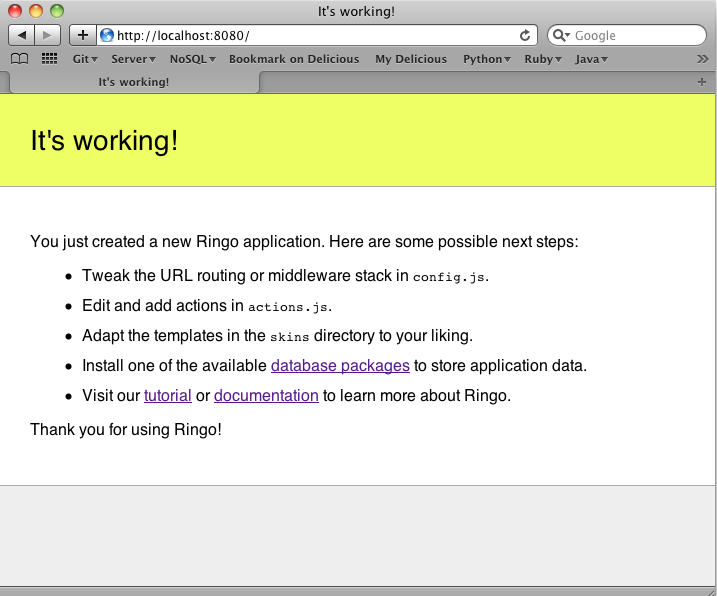 It's working!
http://localhost:8080/
Google
Git Server NoSQL Bookmark on Delicious My Delicious Python Ruby Java
It's working!
It's working!
You just created a new Ringo application. Here are some possible next steps:
Tweak the URL routing or middleware stack in config.js.
Edit and add actions in actions.js.
Adapt the templates in the skins directory to your liking.
Install one of the available database packages to store application data.
Visit our tutorial or documentation to learn more about Ringo.
Thank you for using Ringo!